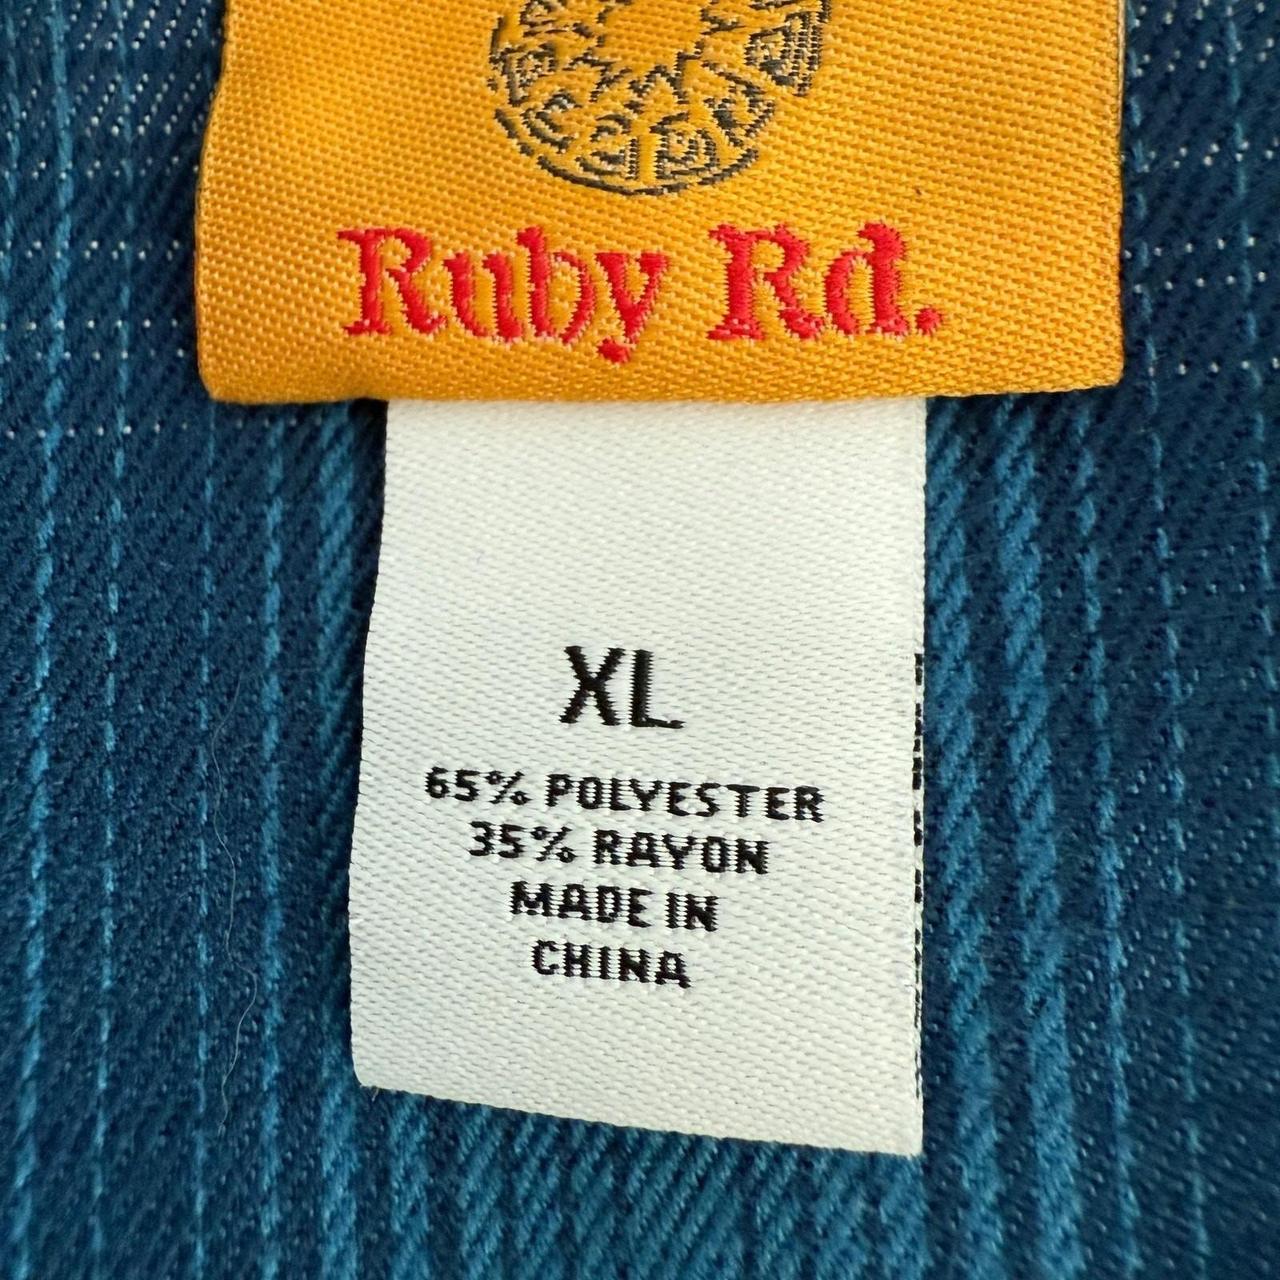 Ruby Rd.
XL
65% POLYESTER
35% RAYON
MADE IN
CHINA